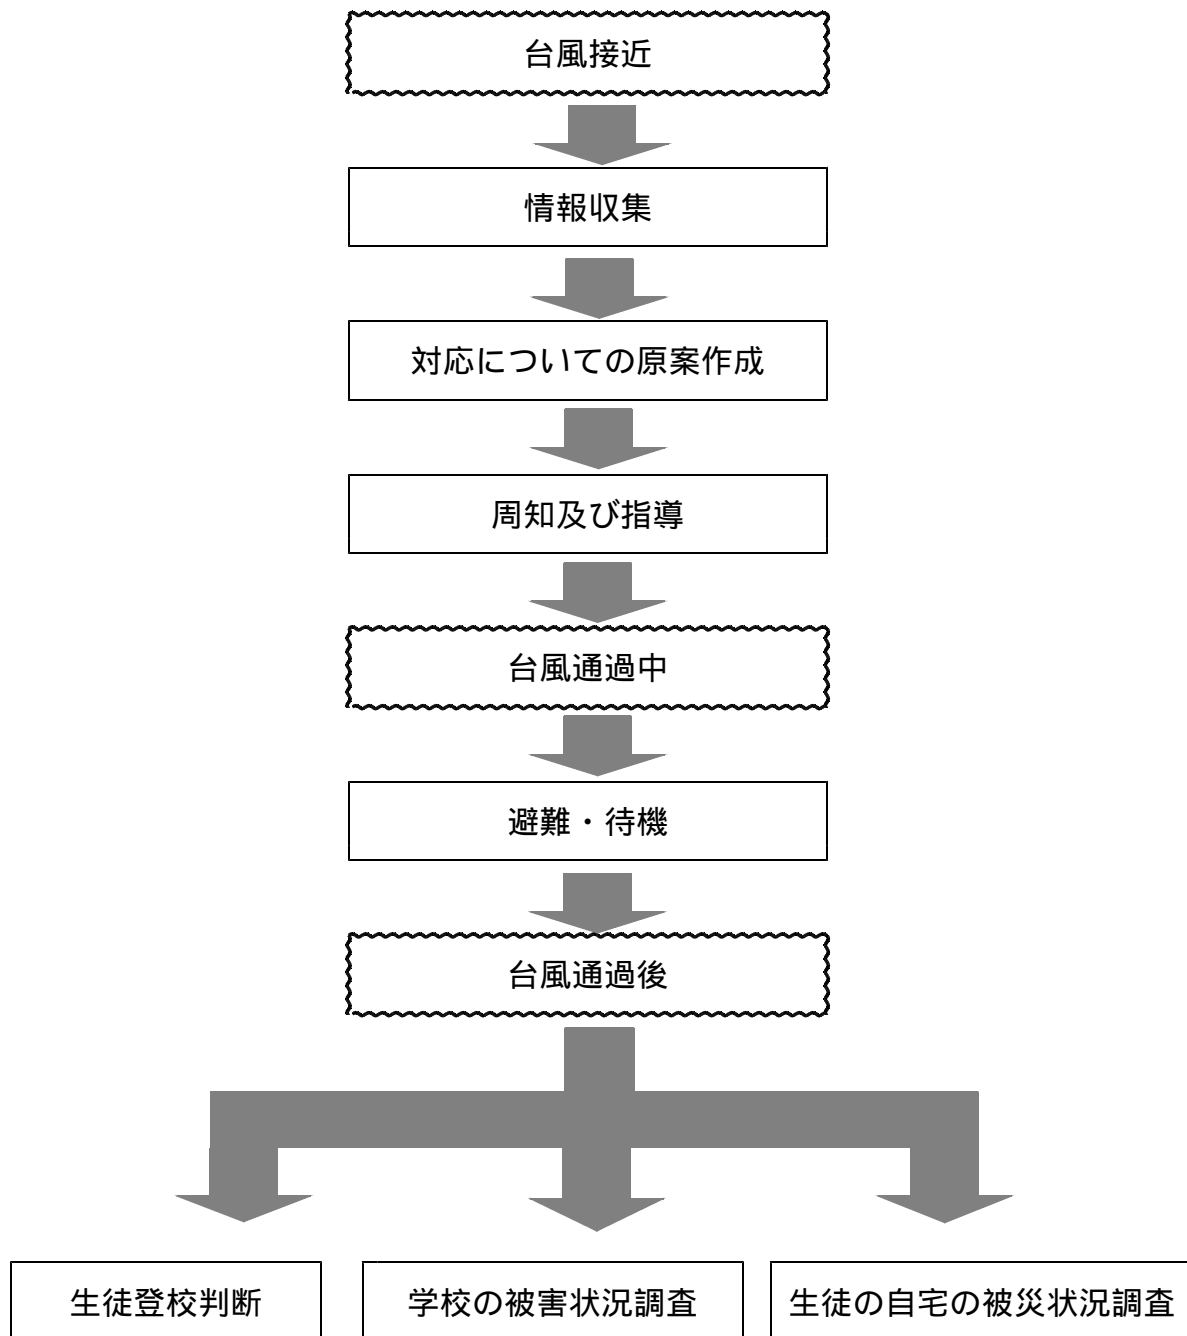 台風接近
情報収集
対応についての原案作成
周知及び指導
台風通過中
避難・待機
台風通過後
生徒登校判断
学校の被害状況調査
生徒の自宅の被災状況調査